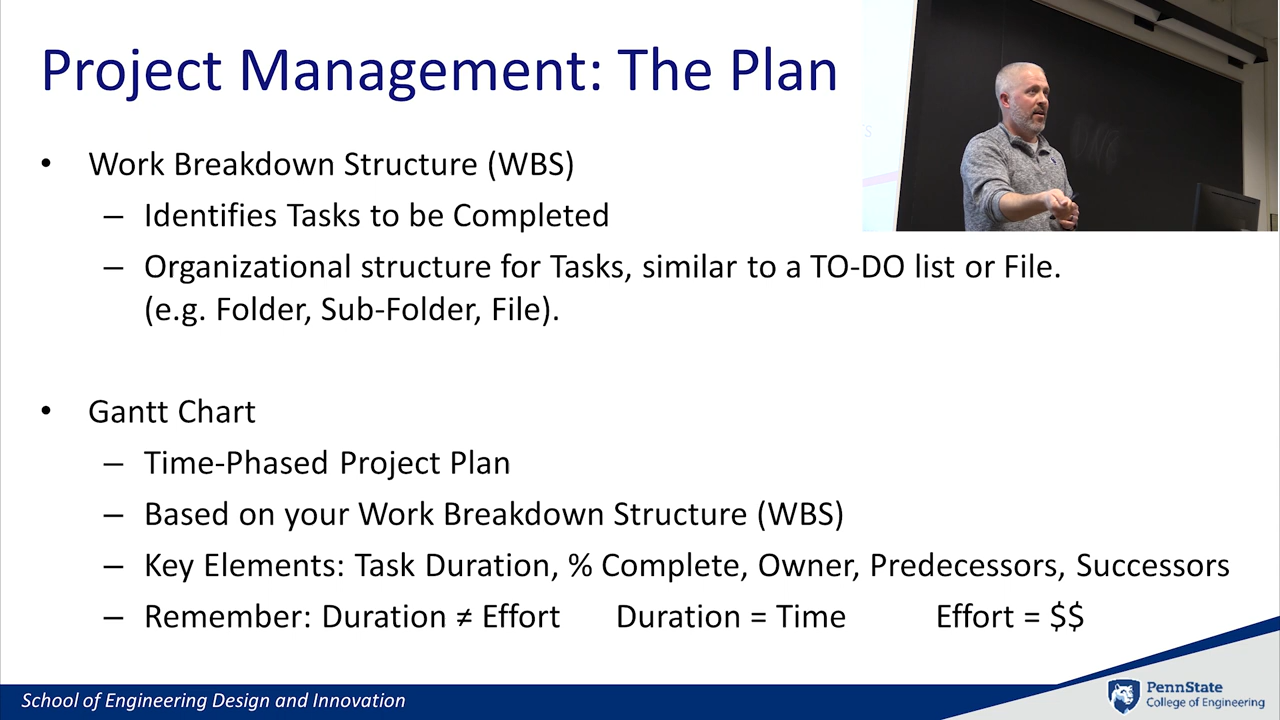 Project Management: The Plan
• Work Breakdown Structure (WBS)
– Identifies Tasks to be Completed
– Organizational structure for Tasks, similar to a TO-DO list or File.
(e.g. Folder, Sub-Folder, File).
• Gantt Chart
– Time-Phased Project Plan
– Based on your Work Breakdown Structure (WBS)
– Key Elements: Task Duration, % Complete, Owner, Predecessors, Successors
– Remember: Duration ≠ Effort Duration = Time Effort = $$
School of Engineering Design and Innovation
PennState
College of Engineering